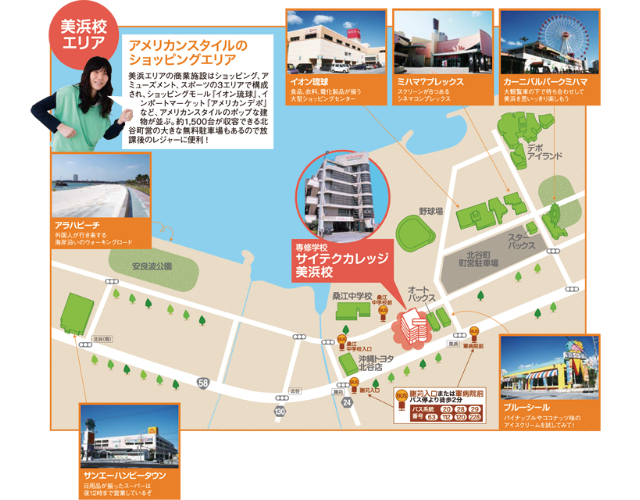 美浜校
エリア
アメリカンスタイルの
ショッピングエリア
美浜エリアの商業施設はショッピング、ア
ミューズメント、スポーツの3エリアで構成
され、ショッピングモール『イオン琉球』、イ
ンポートマーケット『アメリカンデポ』
など、アメリカンスタイルのポップな建
物が並ぶ。約1,500台が収容できる北
谷町営の大きな無料駐車場もあるので放
課後のレジャーに便利!
イオン琉球
食品、衣料、電化製品が揃う
大型ショッピングセンター
ミハマ7プレックス
スクリーンが8つある
シネマコンプレックス
カーニバルパークミハマ
大観覧車の下で待ち合わせして
美浜を思いっきり楽しもう
アラハビーチ
外国人が行き来する
海岸沿いのウォーキングロード
デポ
アイランド
野球場
スター
バックス
北谷町
町営駐車場
専修学校
サイテクカレッジ
美浜校
安良波公園
オート
バックス
桑江中学校
桑江
中学校前
BUS
BUS
桑江
中学校入口
沖縄トヨタ
北谷店
美浜
BUS
軍病院前
北谷(南)
58
130
24
BUS
謝苅入口
BUS
謝苅入口または軍病院前
バス停より徒歩2分
バス系統
番号
20 28 29
63 112 120 228
ブルーシール
パイナップルやココナッツ味の
アイスクリームを試してみて!
サンエーハンビータウン
日用品が揃ったスーパーは
夜12時まで営業しているぞ